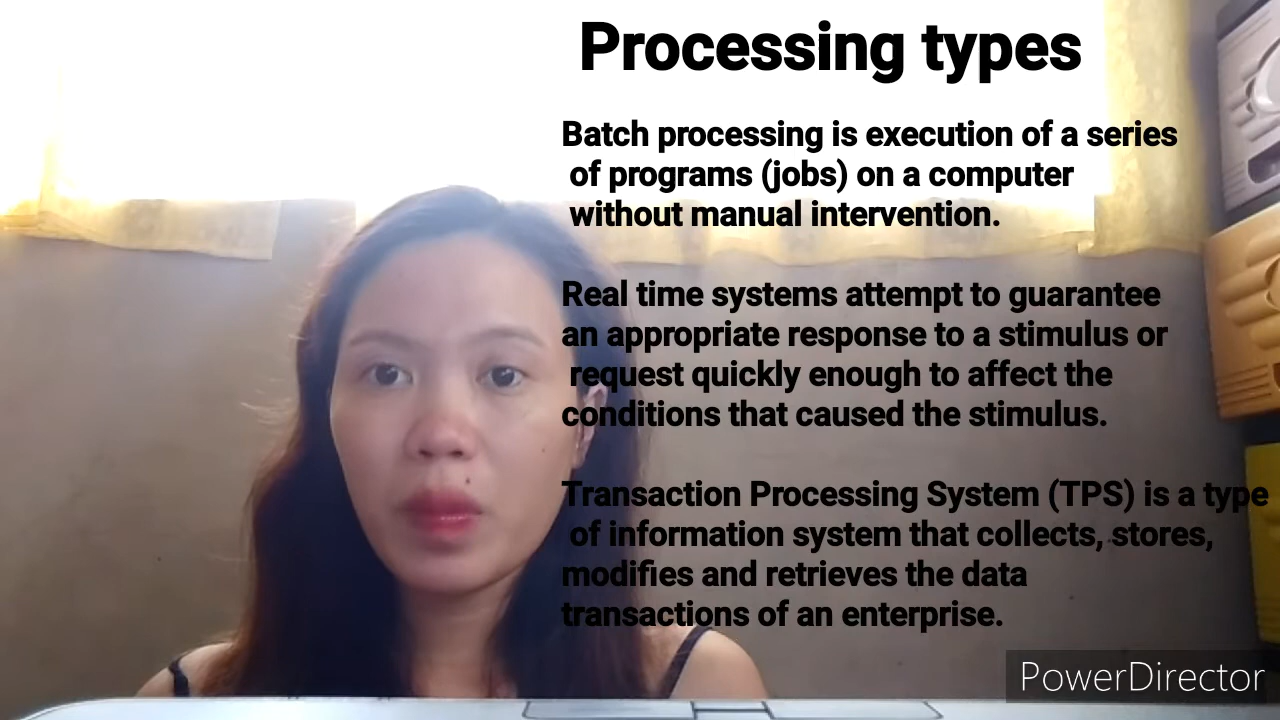 Processing types
Batch processing is execution of a series
of programs (jobs) on a computer
without manual intervention.
Real time systems attempt to guarantee
an appropriate response to a stimulus or
request quickly enough to affect the
conditions that caused the stimulus.
Transaction Processing System (TPS) is a type
of information system that collects, stores,
modifies and retrieves the data
transactions of an enterprise.
PowerDirector